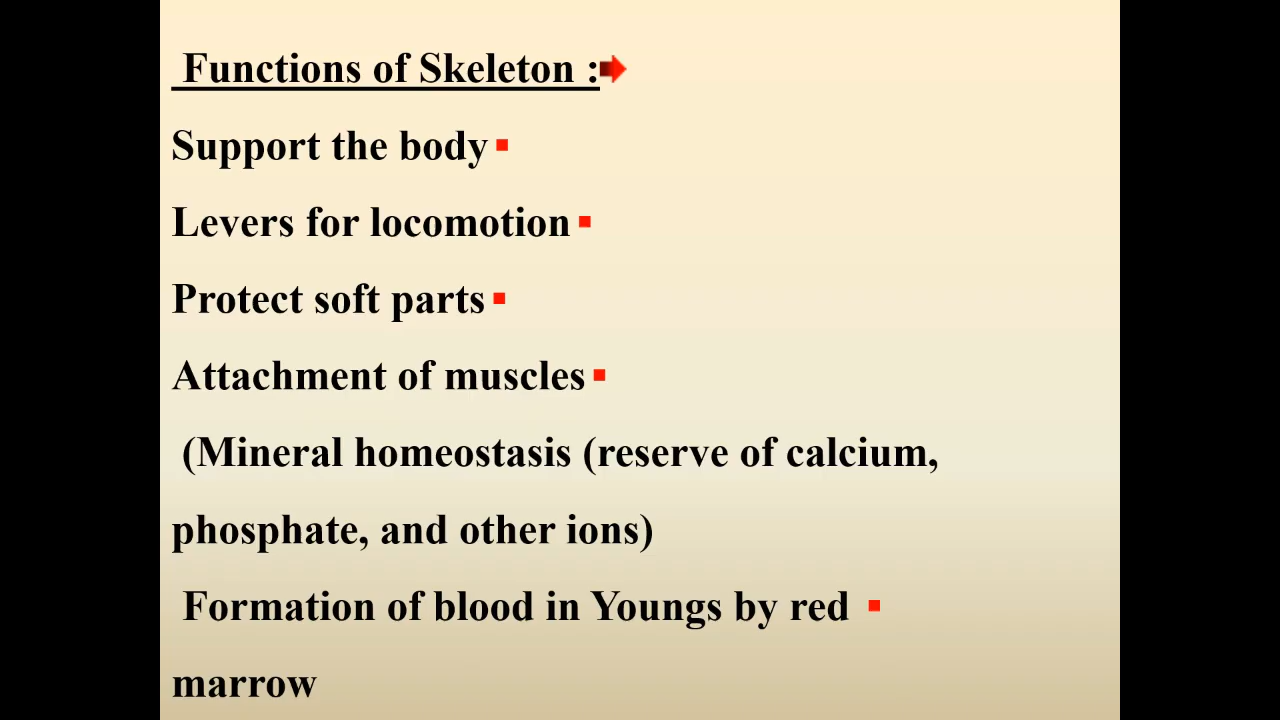 Functions of Skeleton :
Support the body
Levers for locomotion
Protect soft parts
Attachment of muscles
(Mineral homeostasis (reserve of calcium,
phosphate, and other ions)
Formation of blood in Youngs by red
marrow